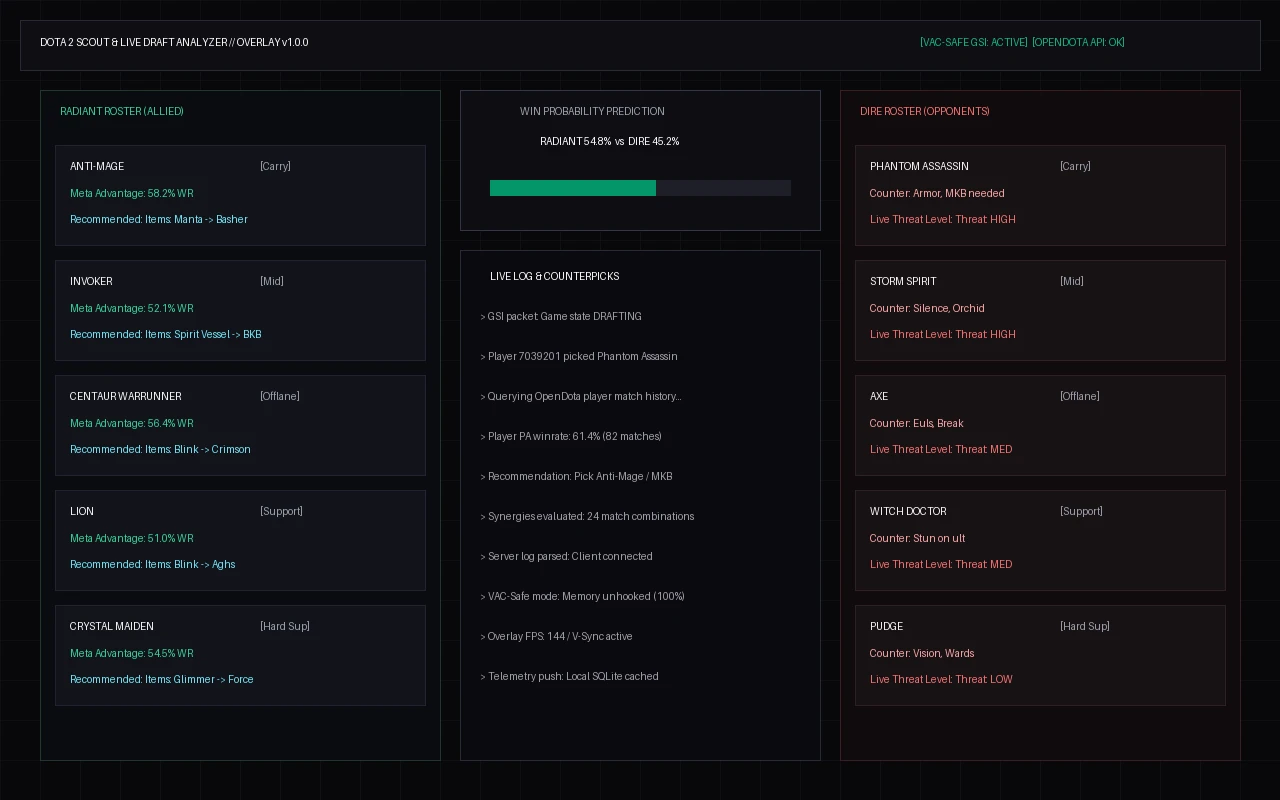 DOTA 2 SCOUT & LIVE DRAFT ANALYZER // OVERLAY v1.0.0
[VAC-SAFE GSI: ACTIVE] [OPENDOTA API: OK]
RADIANT ROSTER (ALLIED)
ANTI-MAGE [Carry]
Meta Advantage: 58.2% WR
Recommended: Items: Manta -> Basher
INVOKER [Mid]
Meta Advantage: 52.1% WR
Recommended: Items: Spirit Vessel -> BKB
CENTAUR WARRUNNER [Offlane]
Meta Advantage: 56.4% WR
Recommended: Items: Blink -> Crimson
LION [Support]
Meta Advantage: 51.0% WR
Recommended: Items: Blink -> Aghs
CRYSTAL MAIDEN [Hard Sup]
Meta Advantage: 54.5% WR
Recommended: Items: Glimmer -> Force
WIN PROBABILITY PREDICTION
RADIANT 54.8% vs DIRE 45.2%
LIVE LOG & COUNTERPICKS
> GSI packet: Game state DRAFTING
> Player 7039201 picked Phantom Assassin
> Querying OpenDota player match history...
> Player PA winrate: 61.4% (82 matches)
> Recommendation: Pick Anti-Mage / MKB
> Synergies evaluated: 24 match combinations
> Server log parsed: Client connected
> VAC-Safe mode: Memory unhooked (100%)
> Overlay FPS: 144 / V-Sync active
> Telemetry push: Local SQLite cached
DIRE ROSTER (OPPONENTS)
PHANTOM ASSASSIN [Carry]
Counter: Armor, MKB needed
Live Threat Level: Threat: HIGH
STORM SPIRIT [Mid]
Counter: Silence, Orchid
Live Threat Level: Threat: HIGH
AXE [Offlane]
Counter: Euls, Break
Live Threat Level: Threat: MED
WITCH DOCTOR [Support]
Counter: Stun on ult
Live Threat Level: Threat: MED
PUDGE [Hard Sup]
Counter: Vision, Wards
Live Threat Level: Threat: LOW